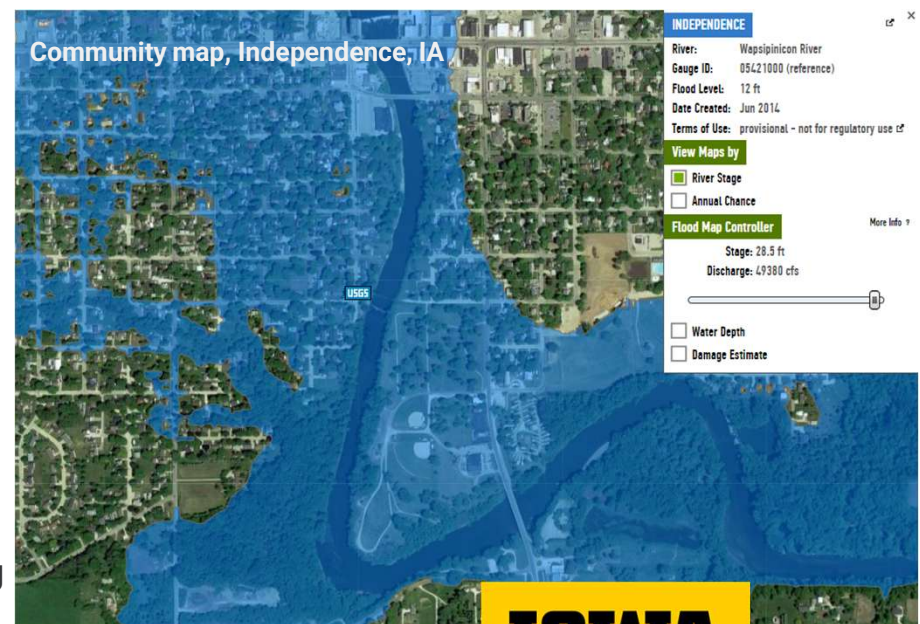 Community map, Independence, IA
INDEPENDENCE
River: Wapsipinicon River
Gauge ID: 05421000 (reference)
Flood Level: 12 ft
Date Created: Jun 2014
Terms of Use: provisional - not for regulatory use
View Maps by
River Stage
Annual Chance
Flood Map Controller
More Info ?
Stage: 28.5 ft
Discharge: 49380 cfs
Water Depth
Damage Estimate
USGS
IOWA